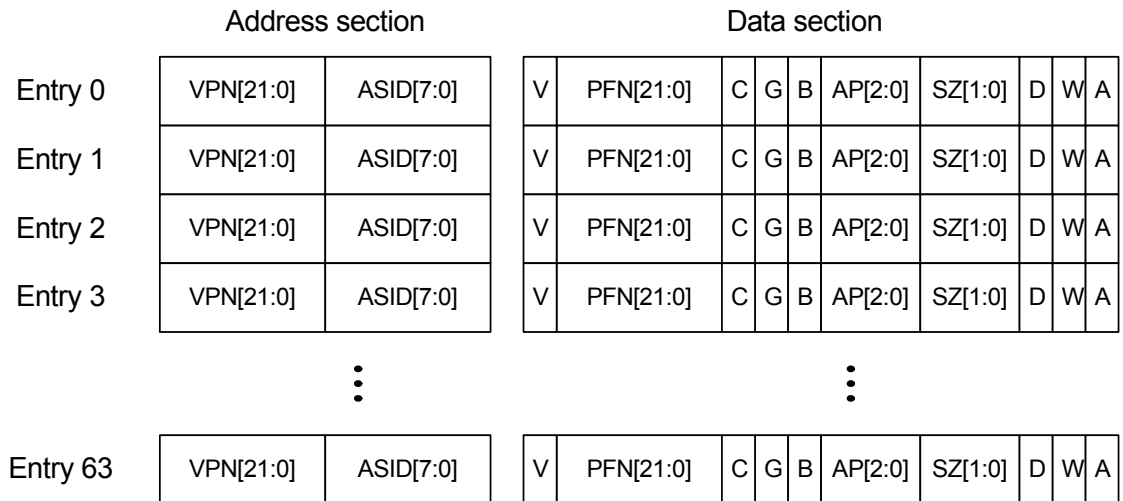 Address section Data section
Entry 0 VPN[21:0] ASID[7:0] V PFN[21:0] C G B AP[2:0] SZ[1:0] D W A
Entry 1 VPN[21:0] ASID[7:0] V PFN[21:0] C G B AP[2:0] SZ[1:0] D W A
Entry 2 VPN[21:0] ASID[7:0] V PFN[21:0] C G B AP[2:0] SZ[1:0] D W A
Entry 3 VPN[21:0] ASID[7:0] V PFN[21:0] C G B AP[2:0] SZ[1:0] D W A
Entry 63 VPN[21:0] ASID[7:0] V PFN[21:0] C G B AP[2:0] SZ[1:0] D W A